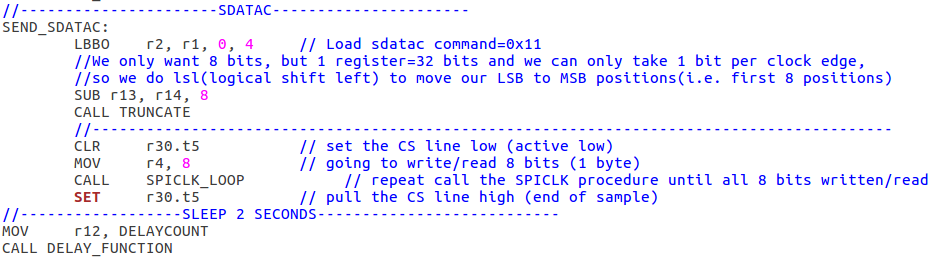 //----------------------SDATAC----------------------
SEND_SDATAC:
LBBO r2, r1, 0, 4 // Load sdatac command=0x11
//We only want 8 bits, but 1 register=32 bits and we can only take 1 bit per clock edge,
//so we do lsl(logical shift left) to move our LSB to MSB positions(i.e. first 8 positions)
SUB r13, r14, 8
CALL TRUNCATE
//-----------------------------------------------------------------------------------------
CLR r30.t5 // set the CS line low (active low)
MOV r4, 8 // going to write/read 8 bits (1 byte)
CALL SPICLK_LOOP // repeat call the SPICLK procedure until all 8 bits written/read
SET r30.t5 // pull the CS line high (end of sample)
//------------------SLEEP 2 SECONDS---------------------------
MOV r12, DELAYCOUNT
CALL DELAY_FUNCTION